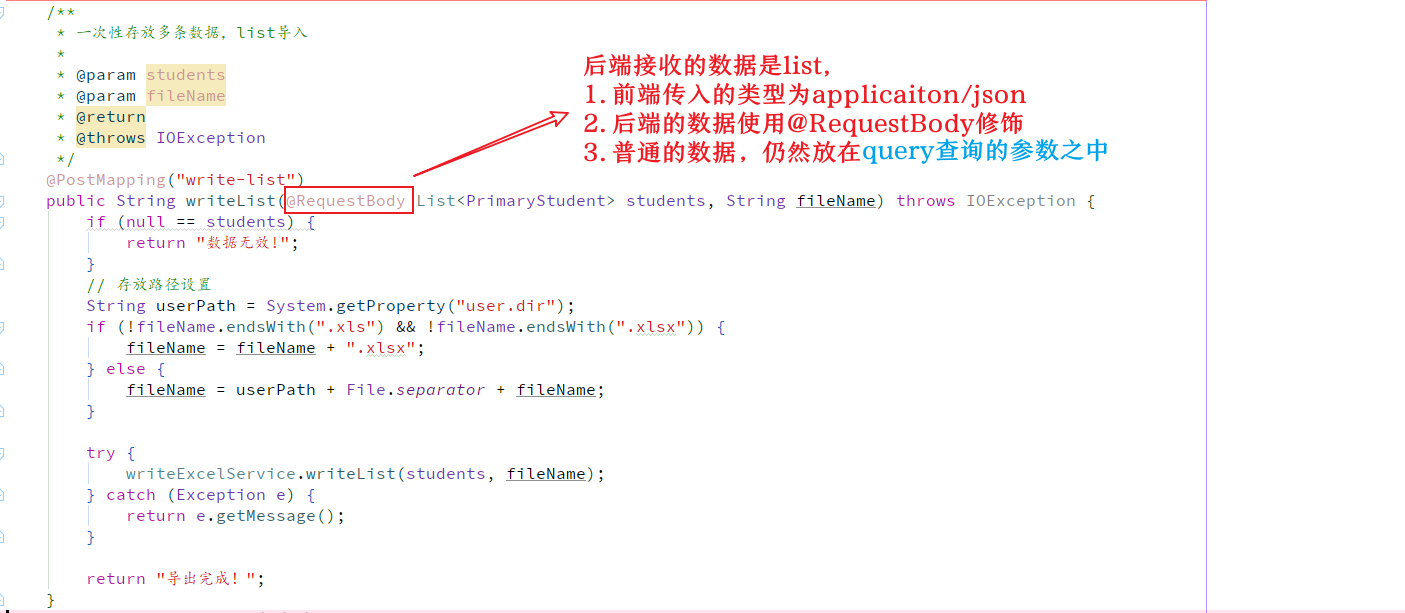 /**
* 一次性存放多条数据，list导入
*
* @param students
* @param fileName
* @return
* @throws IOException
*/
后端接收的数据是list，
1. 前端传入的类型为applicaiton/json
2. 后端的数据使用@RequestBody修饰
3. 普通的数据，仍然放在query查询的参数之中
@PostMapping("write-list")
public String writeList(@RequestBody List<PrimaryStudent> students, String fileName) throws IOException {
if (null == students) {
return "数据无效!";
}
// 存放路径设置
String userPath = System.getProperty("user.dir");
if (!fileName.endsWith(".xls") && !fileName.endsWith(".xlsx")) {
fileName = fileName + ".xlsx";
} else {
fileName = userPath + File.separator + fileName;
}
try {
writeExcelService.writeList(students, fileName);
} catch (Exception e) {
return e.getMessage();
}
return "导出完成！";
}